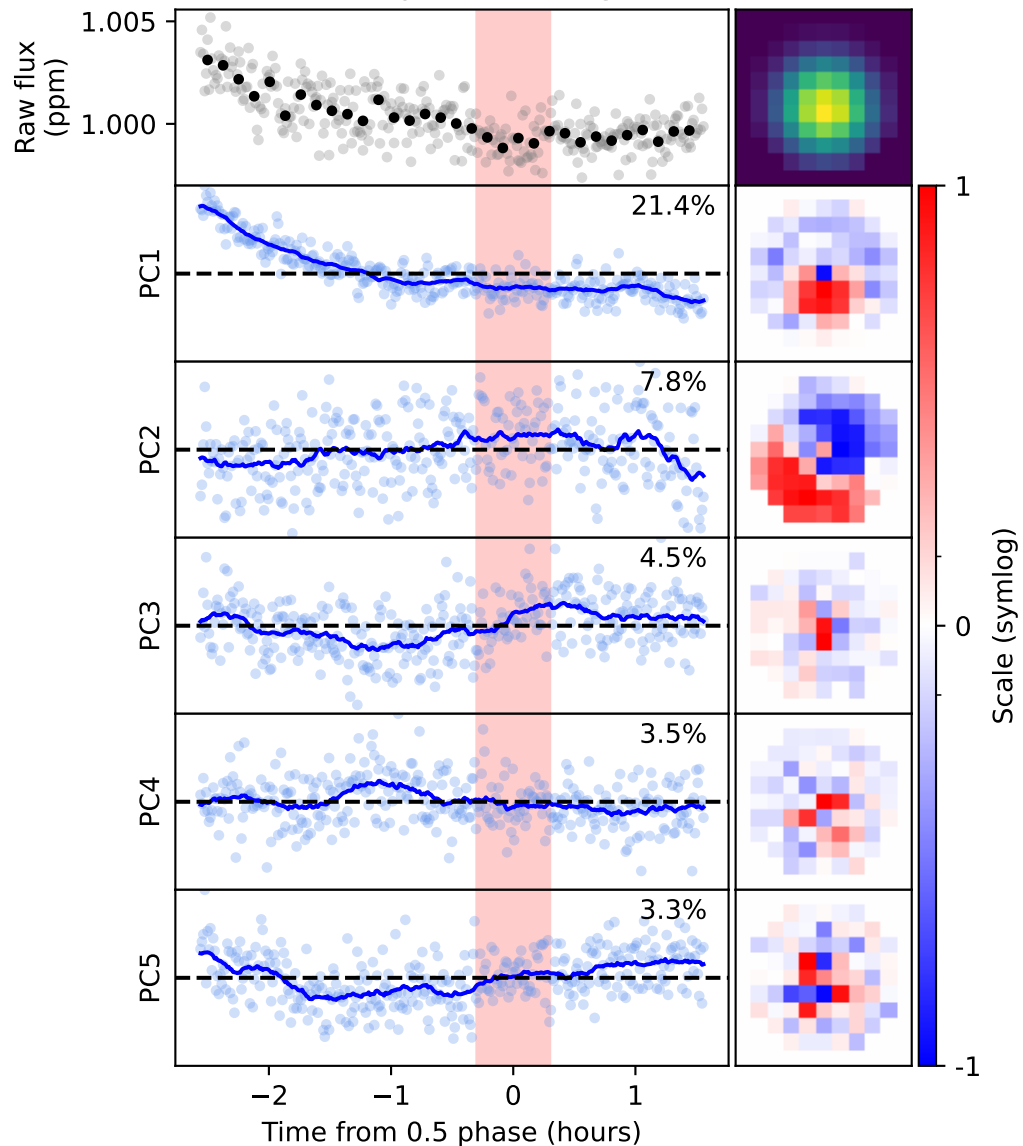 Raw flux
(ppm)
1.005
1.000
PC1
21.4%
PC2
7.8%
PC3
4.5%
PC4
3.5%
PC5
3.3%
−2
−1
0
1
Time from 0.5 phase (hours)
1
0
-1
Scale (symlog)